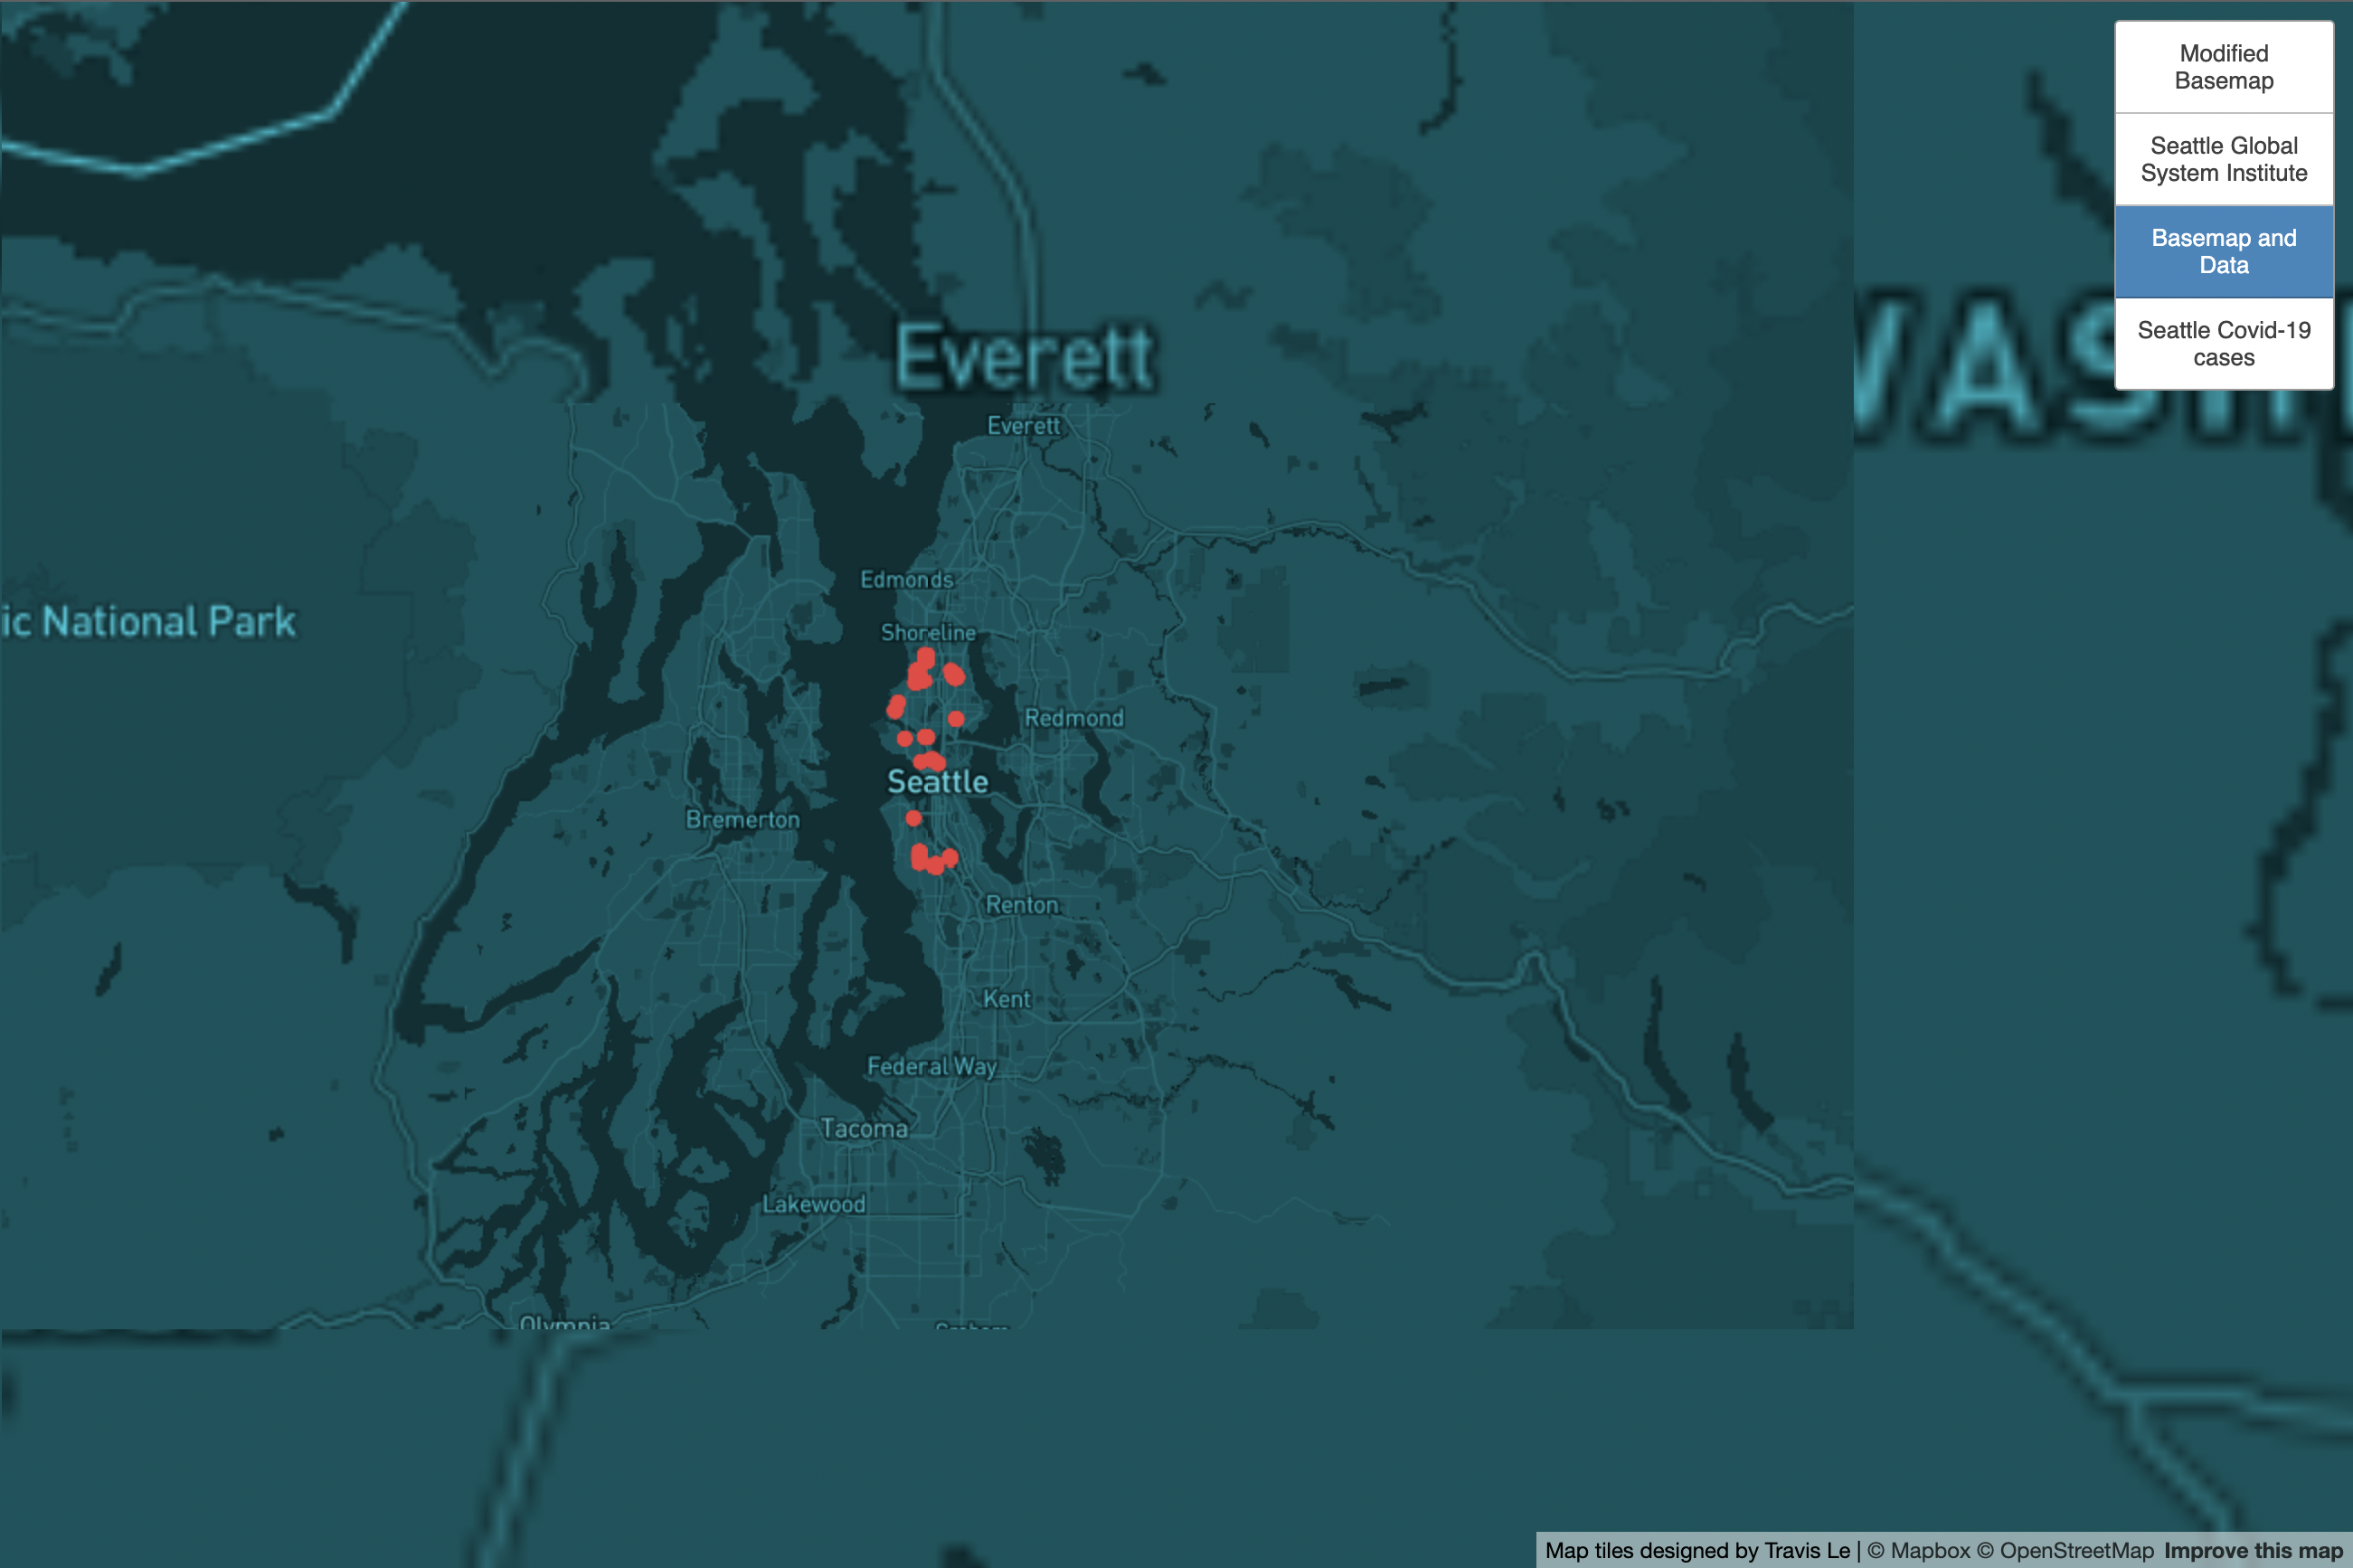 Modified
Basemap
Seattle Global
System Institute
Basemap and
Data
Seattle Covid-19
cases
Everett
Everett
Edmonds
Shoreline
ic National Park
Redmond
Seattle
Bremerton
Renton
Kent
Federal Way
Tacoma
Lakewood
Olympia
Map tiles designed by Travis Le | © Mapbox © OpenStreetMap Improve this map